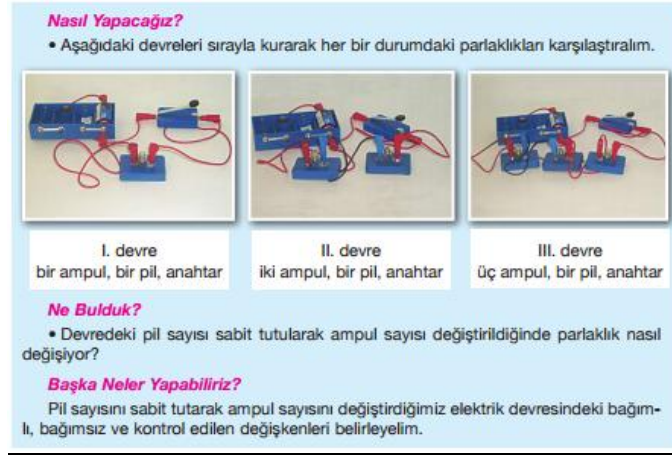 Nasıl Yapacağız?
• Aşağıdaki devreleri sırayla kurarak her bir durumdaki parlaklıkları karşılaştıralım.
I. devre
bir ampul, bir pil, anahtar
II. devre
iki ampul, bir pil, anahtar
III. devre
üç ampul, bir pil, anahtar
Ne Bulduk?
• Devredeki pil sayısı sabit tutularak ampul sayısı değiştirildiğinde parlaklık nasıl
değişiyor?
Başka Neler Yapabiliriz?
Pil sayısını sabit tutarak ampul sayısını değiştirdiğimiz elektrik devresindeki bağım-
lı, bağımsız ve kontrol edilen değişkenleri belirleyelim.